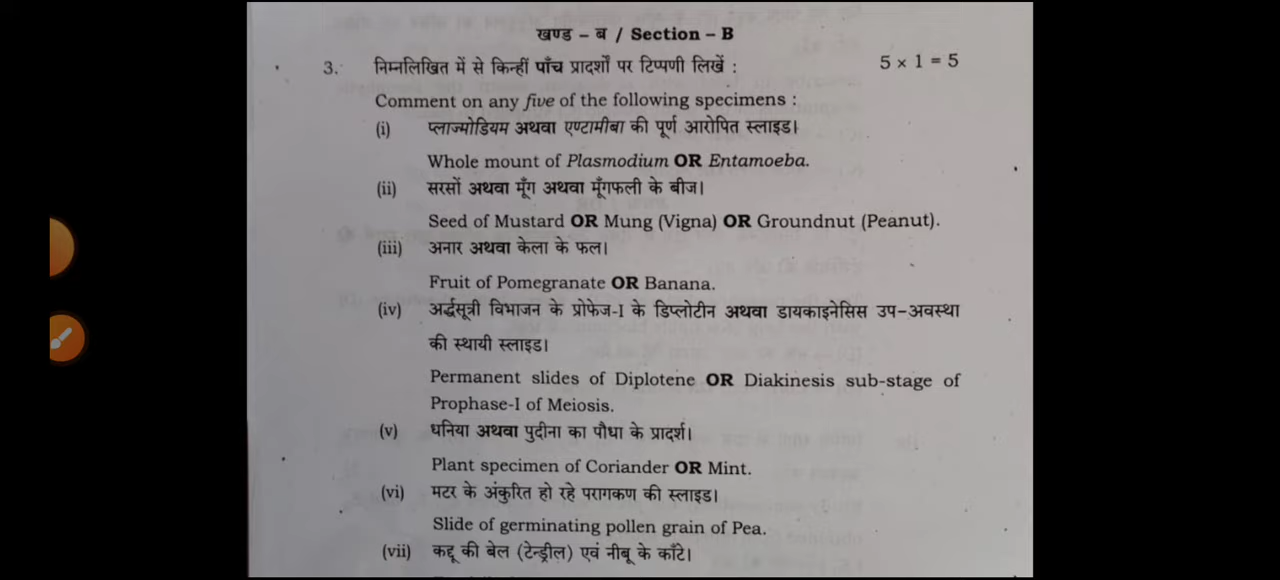 खण्ड – ब / Section – B
3. निम्नलिखित में से किन्हीं पाँच प्रादर्शों पर टिप्पणी लिखें : 5 × 1 = 5
Comment on any five of the following specimens :
(i) प्लाज्मोडियम अथवा एण्टामीबा की पूर्ण आरोपित स्लाइड।
Whole mount of Plasmodium OR Entamoeba.
(ii) सरसों अथवा मूँग अथवा मूँगफली के बीज।
Seed of Mustard OR Mung (Vigna) OR Groundnut (Peanut).
(iii) अनार अथवा केला के फल।
Fruit of Pomegranate OR Banana.
(iv) अर्द्धसूत्री विभाजन के प्रोफेज-I के डिप्लोटीन अथवा डायकाइनेसिस उप-अवस्था
की स्थायी स्लाइड।
Permanent slides of Diplotene OR Diakinesis sub-stage of
Prophase-I of Meiosis.
(v) धनिया अथवा पुदीना का पौधा के प्रादर्श।
Plant specimen of Coriander OR Mint.
(vi) मटर के अंकुरित हो रहे परागकण की स्लाइड।
Slide of germinating pollen grain of Pea.
(vii) कद्दू की बेल (टेन्ड्रील) एवं नीबू के काँटे।